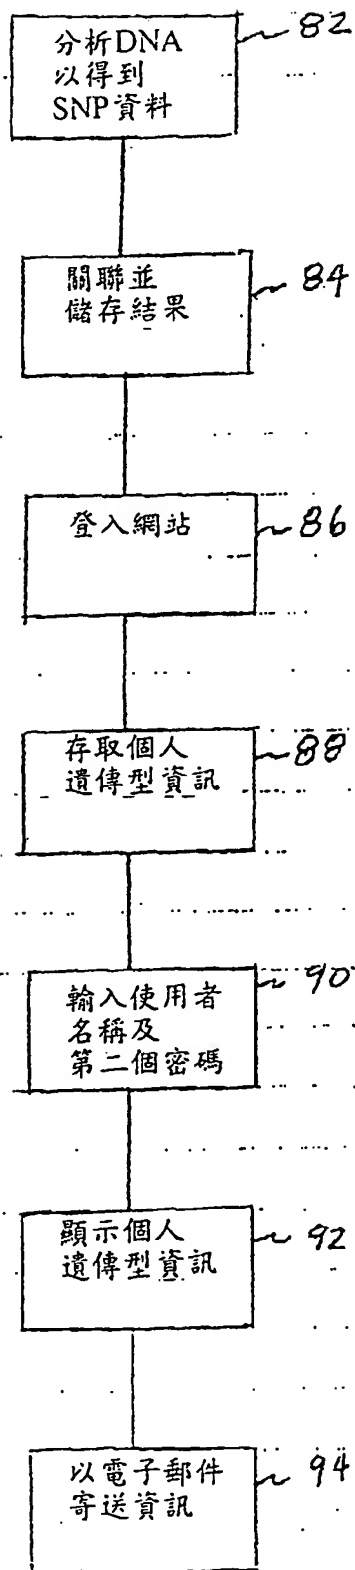 分析DNA
以得到
SNP資料
82
關聯並
儲存結果
84
登入網站
86
存取個人
遺傳型資訊
88
輸入使用者
名稱及
第二個密碼
90
顯示個人
遺傳型資訊
92
以電子郵件
寄送資訊
94